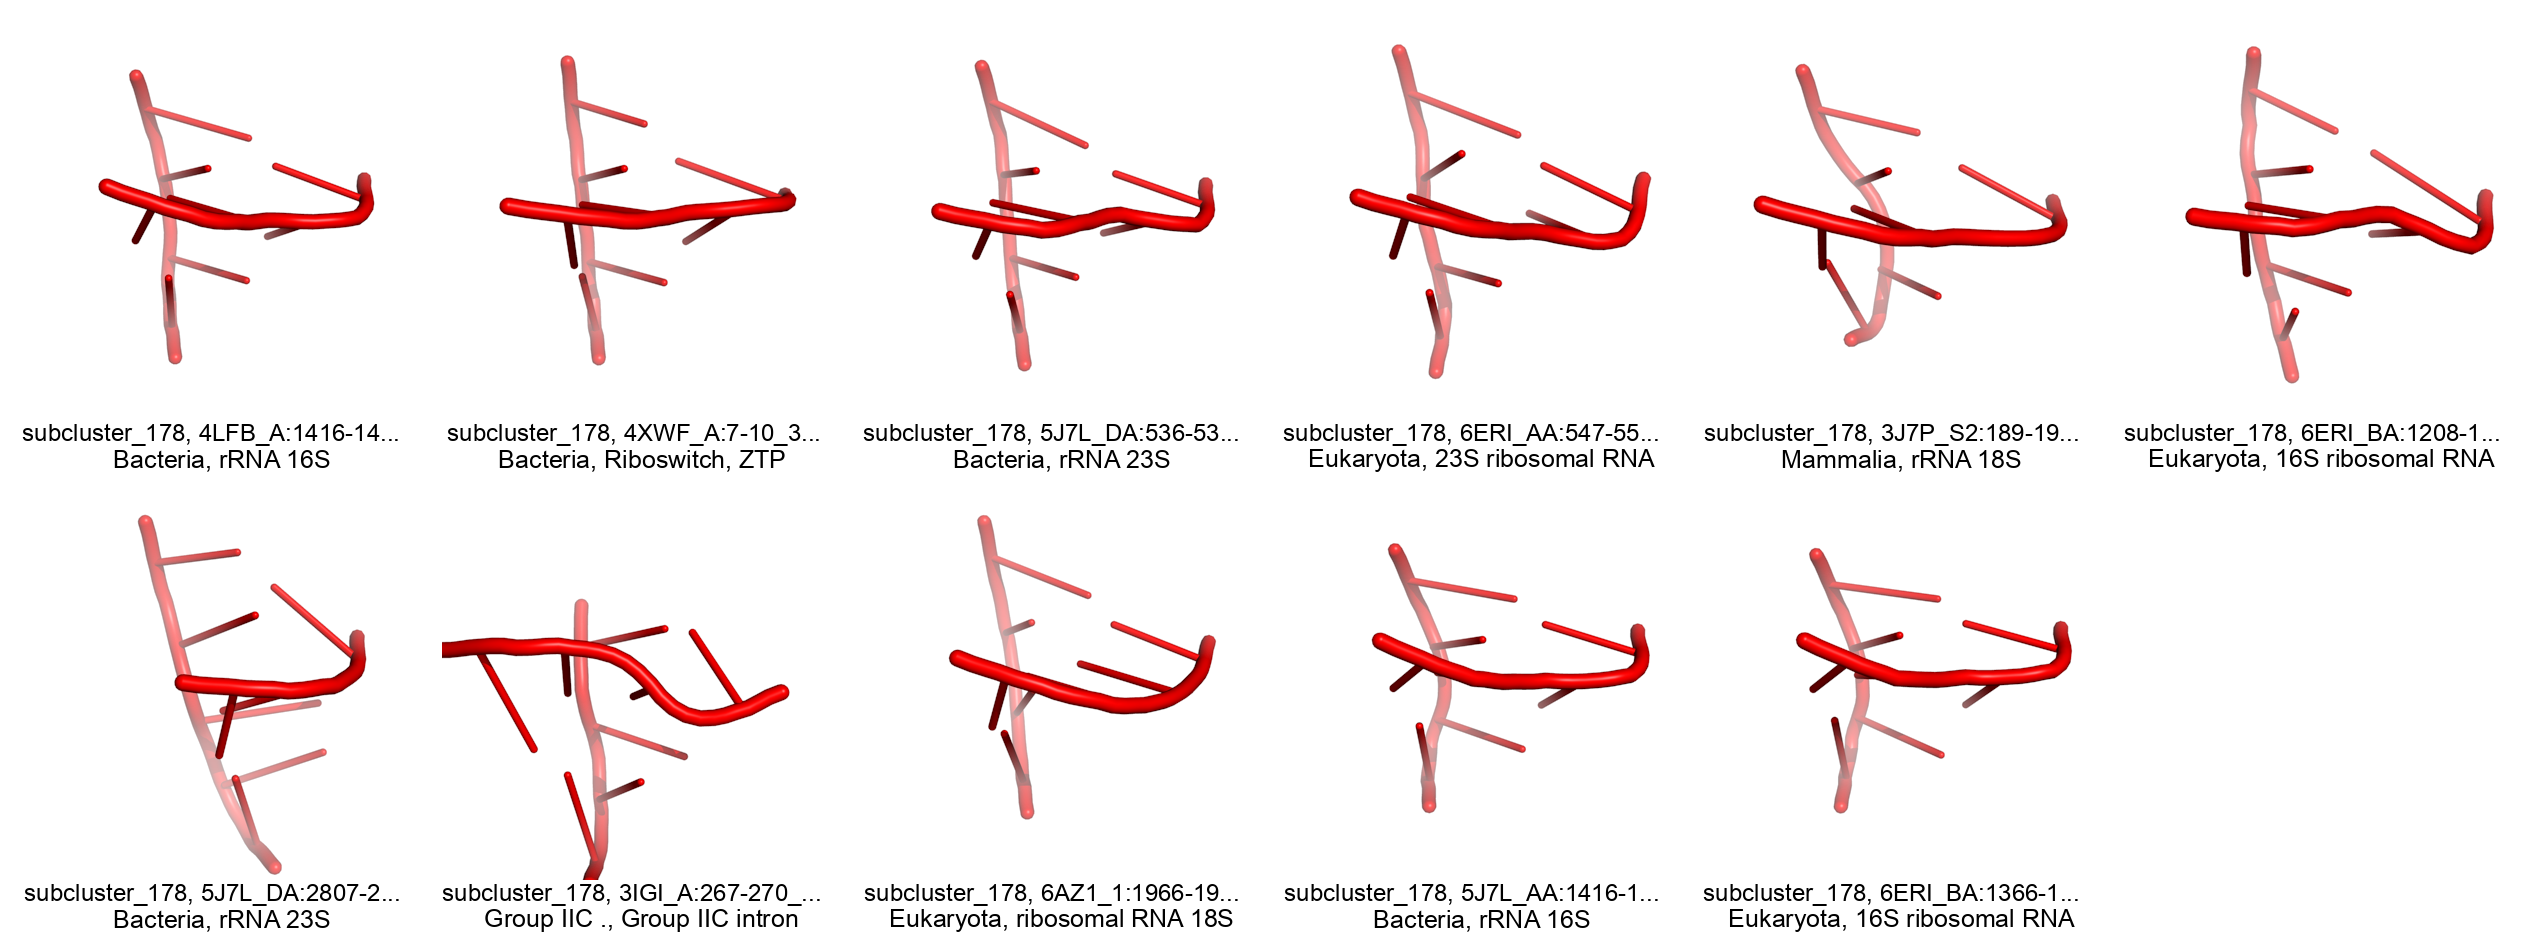 subcluster_178, 4LFB_A:1416-14...
Bacteria, rRNA 16S
subcluster_178, 4XWF_A:7-10_3...
Bacteria, Riboswitch, ZTP
subcluster_178, 5J7L_DA:536-53...
Bacteria, rRNA 23S
subcluster_178, 6ERI_AA:547-55...
Eukaryota, 23S ribosomal RNA
subcluster_178, 3J7P_S2:189-19...
Mammalia, rRNA 18S
subcluster_178, 6ERI_BA:1208-1...
Eukaryota, 16S ribosomal RNA
subcluster_178, 5J7L_DA:2807-2...
Bacteria, rRNA 23S
subcluster_178, 3IGI_A:267-270_...
Group IIC ., Group IIC intron
subcluster_178, 6AZ1_1:1966-19...
Eukaryota, ribosomal RNA 18S
subcluster_178, 5J7L_AA:1416-1...
Bacteria, rRNA 16S
subcluster_178, 6ERI_BA:1366-1...
Eukaryota, 16S ribosomal RNA